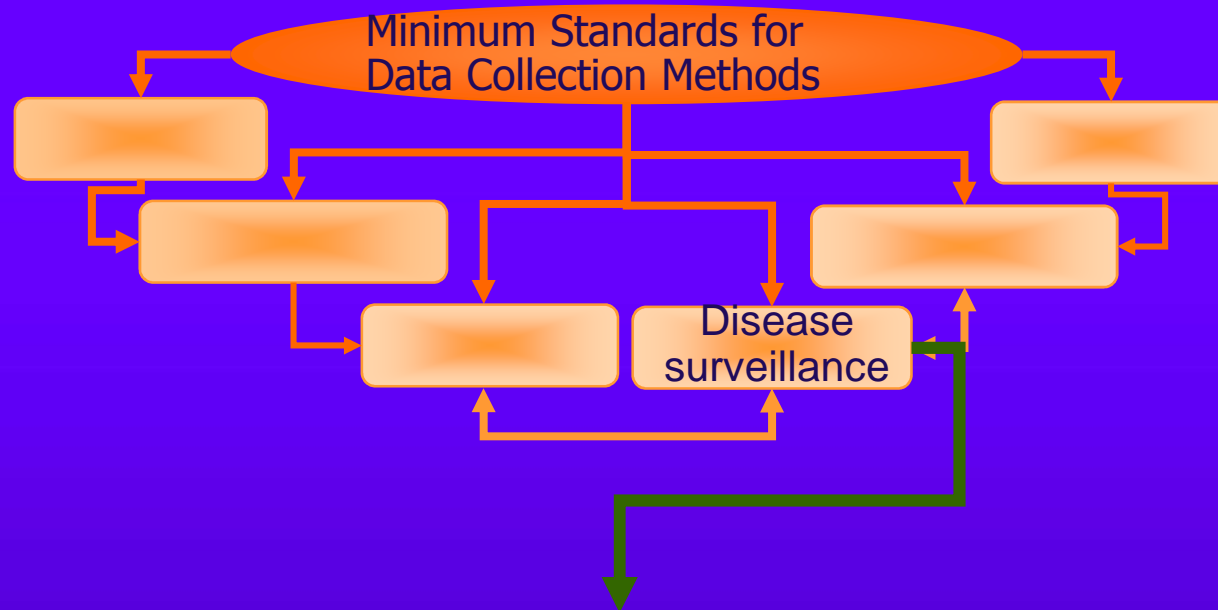 Minimum Standards for
Data Collection Methods
Disease
surveillance